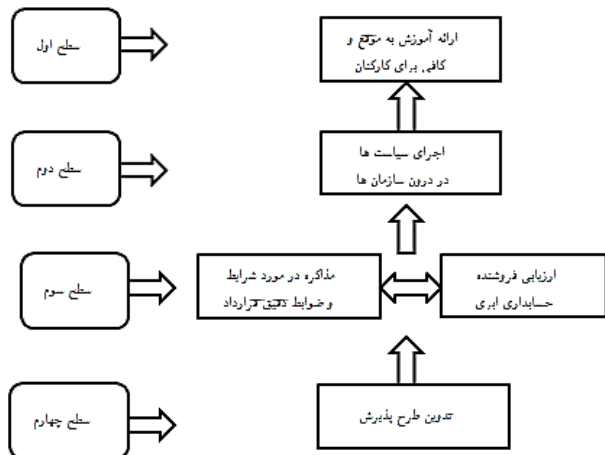 سطح اول
ارائه آموزش به موقع و
کافی برای کارکنان
سطح دوم
اجرای سیاست ها
در درون سازمان ها
سطح سوم
مذاکره در مورد شرایط
و ضوابط دقیق قرارداد
ارزیابی فروشنده
حسابداری ابری
سطح چهارم
تدوین طرح پذیرش